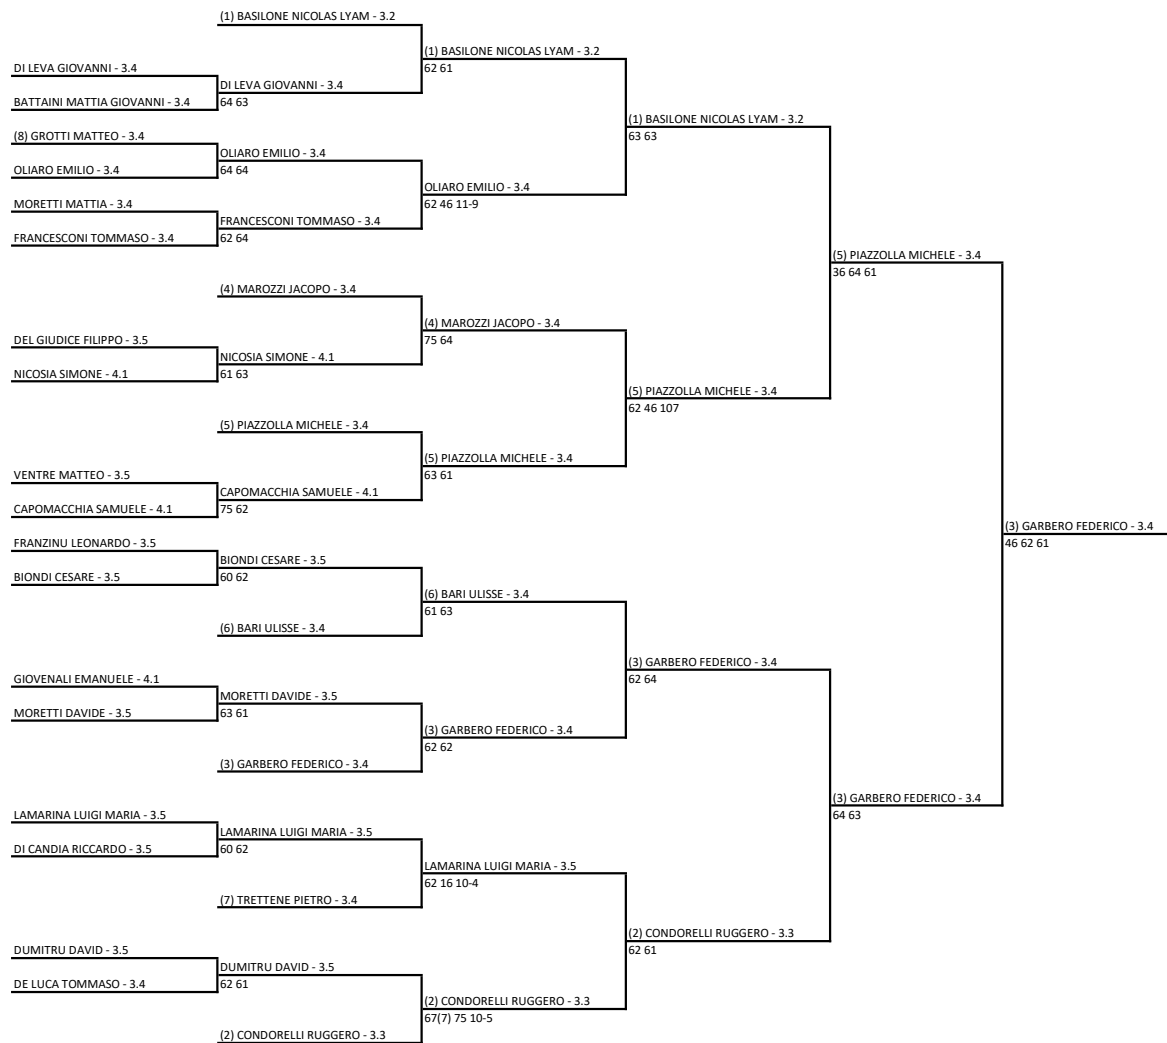 (1) BASILONE NICOLAS LYAM - 3.2
(1) BASILONE NICOLAS LYAM - 3.2
62 61
DI LEVA GIOVANNI - 3.4
DI LEVA GIOVANNI - 3.4
64 63
BATTAINI MATTIA GIOVANNI - 3.4
(1) BASILONE NICOLAS LYAM - 3.2
63 63
(8) GROTTI MATTEO - 3.4
OLIARO EMILIO - 3.4
64 64
OLIARO EMILIO - 3.4
OLIARO EMILIO - 3.4
62 46 11-9
MORETTI MATTIA - 3.4
FRANCESCONI TOMMASO - 3.4
62 64
FRANCESCONI TOMMASO - 3.4
(5) PIAZZOLLA MICHELE - 3.4
36 64 61
(4) MAROZZI JACOPO - 3.4
(4) MAROZZI JACOPO - 3.4
75 64
DEL GIUDICE FILIPPO - 3.5
NICOSIA SIMONE - 4.1
61 63
NICOSIA SIMONE - 4.1
(5) PIAZZOLLA MICHELE - 3.4
62 46 107
(5) PIAZZOLLA MICHELE - 3.4
(5) PIAZZOLLA MICHELE - 3.4
63 61
VENTRE MATTEO - 3.5
CAPOMACCHIA SAMUELE - 4.1
75 62
CAPOMACCHIA SAMUELE - 4.1
(3) GARBERO FEDERICO - 3.4
46 62 61
FRANZINU LEONARDO - 3.5
BIONDI CESARE - 3.5
60 62
BIONDI CESARE - 3.5
(6) BARI ULISSE - 3.4
61 63
(6) BARI ULISSE - 3.4
(3) GARBERO FEDERICO - 3.4
62 64
GIOVENALI EMANUELE - 4.1
MORETTI DAVIDE - 3.5
63 61
MORETTI DAVIDE - 3.5
(3) GARBERO FEDERICO - 3.4
62 62
(3) GARBERO FEDERICO - 3.4
(3) GARBERO FEDERICO - 3.4
64 63
LAMARINA LUIGI MARIA - 3.5
LAMARINA LUIGI MARIA - 3.5
60 62
DI CANDIA RICCARDO - 3.5
LAMARINA LUIGI MARIA - 3.5
62 16 10-4
(7) TRETTENE PIETRO - 3.4
(2) CONDORELLI RUGGERO - 3.3
62 61
DUMITRU DAVID - 3.5
DUMITRU DAVID - 3.5
62 61
DE LUCA TOMMASO - 3.4
(2) CONDORELLI RUGGERO - 3.3
67(7) 75 10-5
(2) CONDORELLI RUGGERO - 3.3